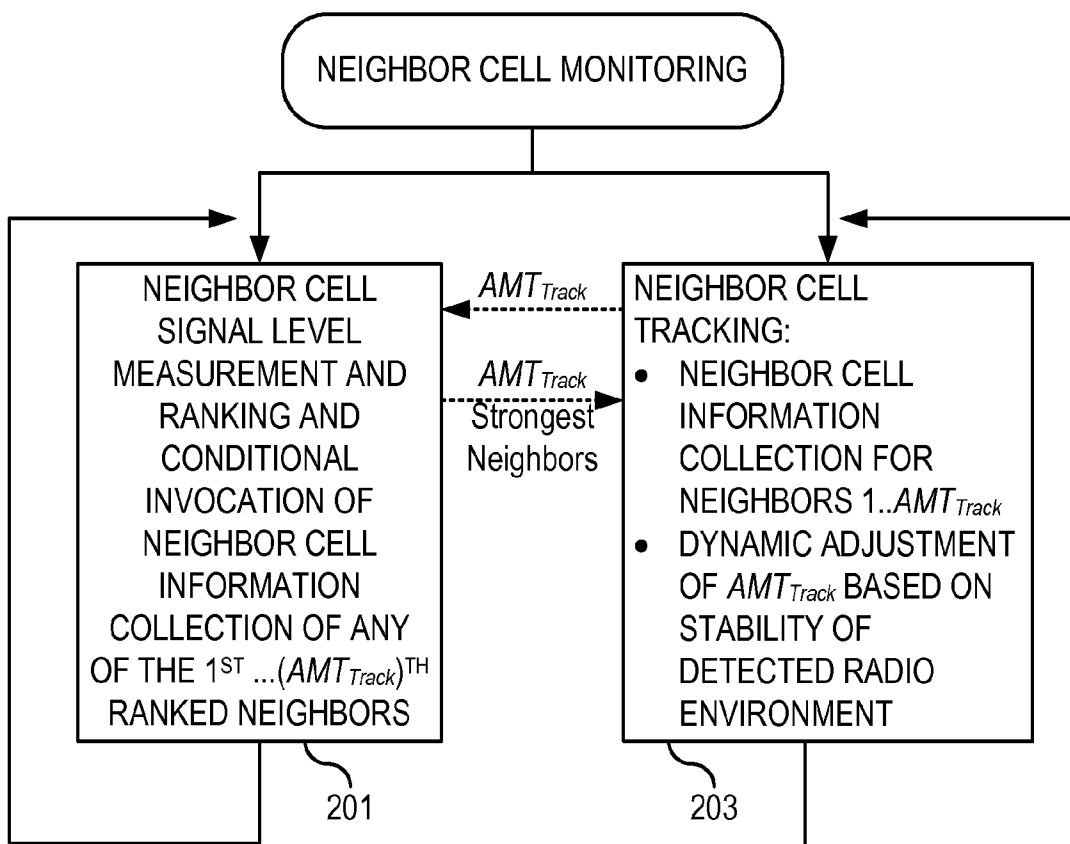 NEIGHBOR CELL MONITORING
NEIGHBOR CELL
SIGNAL LEVEL
MEASUREMENT AND
RANKING AND
CONDITIONAL
INVOCATION OF
NEIGHBOR CELL
INFORMATION
COLLECTION OF ANY
OF THE 1ST ...(AMTTrack)TH
RANKED NEIGHBORS
201
AMTTrack
AMTTrack
Strongest
Neighbors
NEIGHBOR CELL
TRACKING:
• NEIGHBOR CELL
INFORMATION
COLLECTION FOR
NEIGHBORS 1..AMTTrack
• DYNAMIC ADJUSTMENT
OF AMTTrack BASED ON
STABILITY OF
DETECTED RADIO
ENVIRONMENT
203